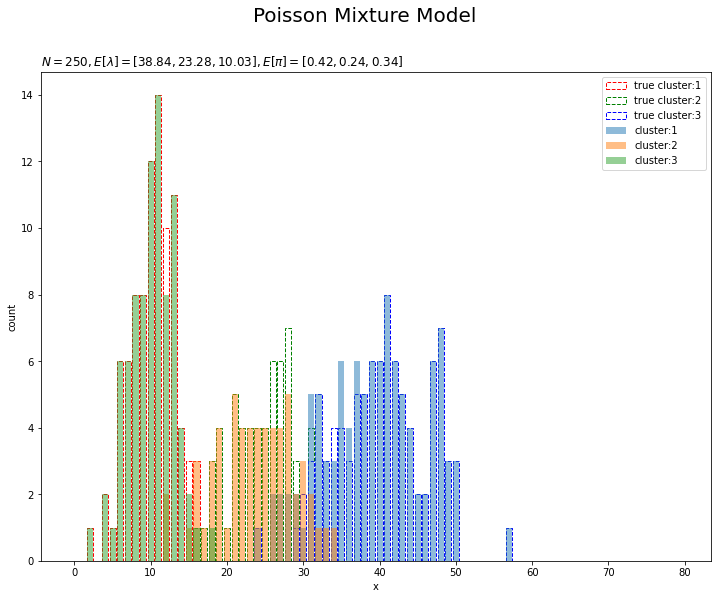 Poisson Mixture Model
N = 250, E[λ] = [38.84, 23.28, 10.03], E[π] = [0.42, 0.24, 0.34]
true cluster:1
true cluster:2
true cluster:3
cluster:1
cluster:2
cluster:3
14
12
10
8
6
4
2
0
count
0 10 20 30 40 50 60 70 80
x